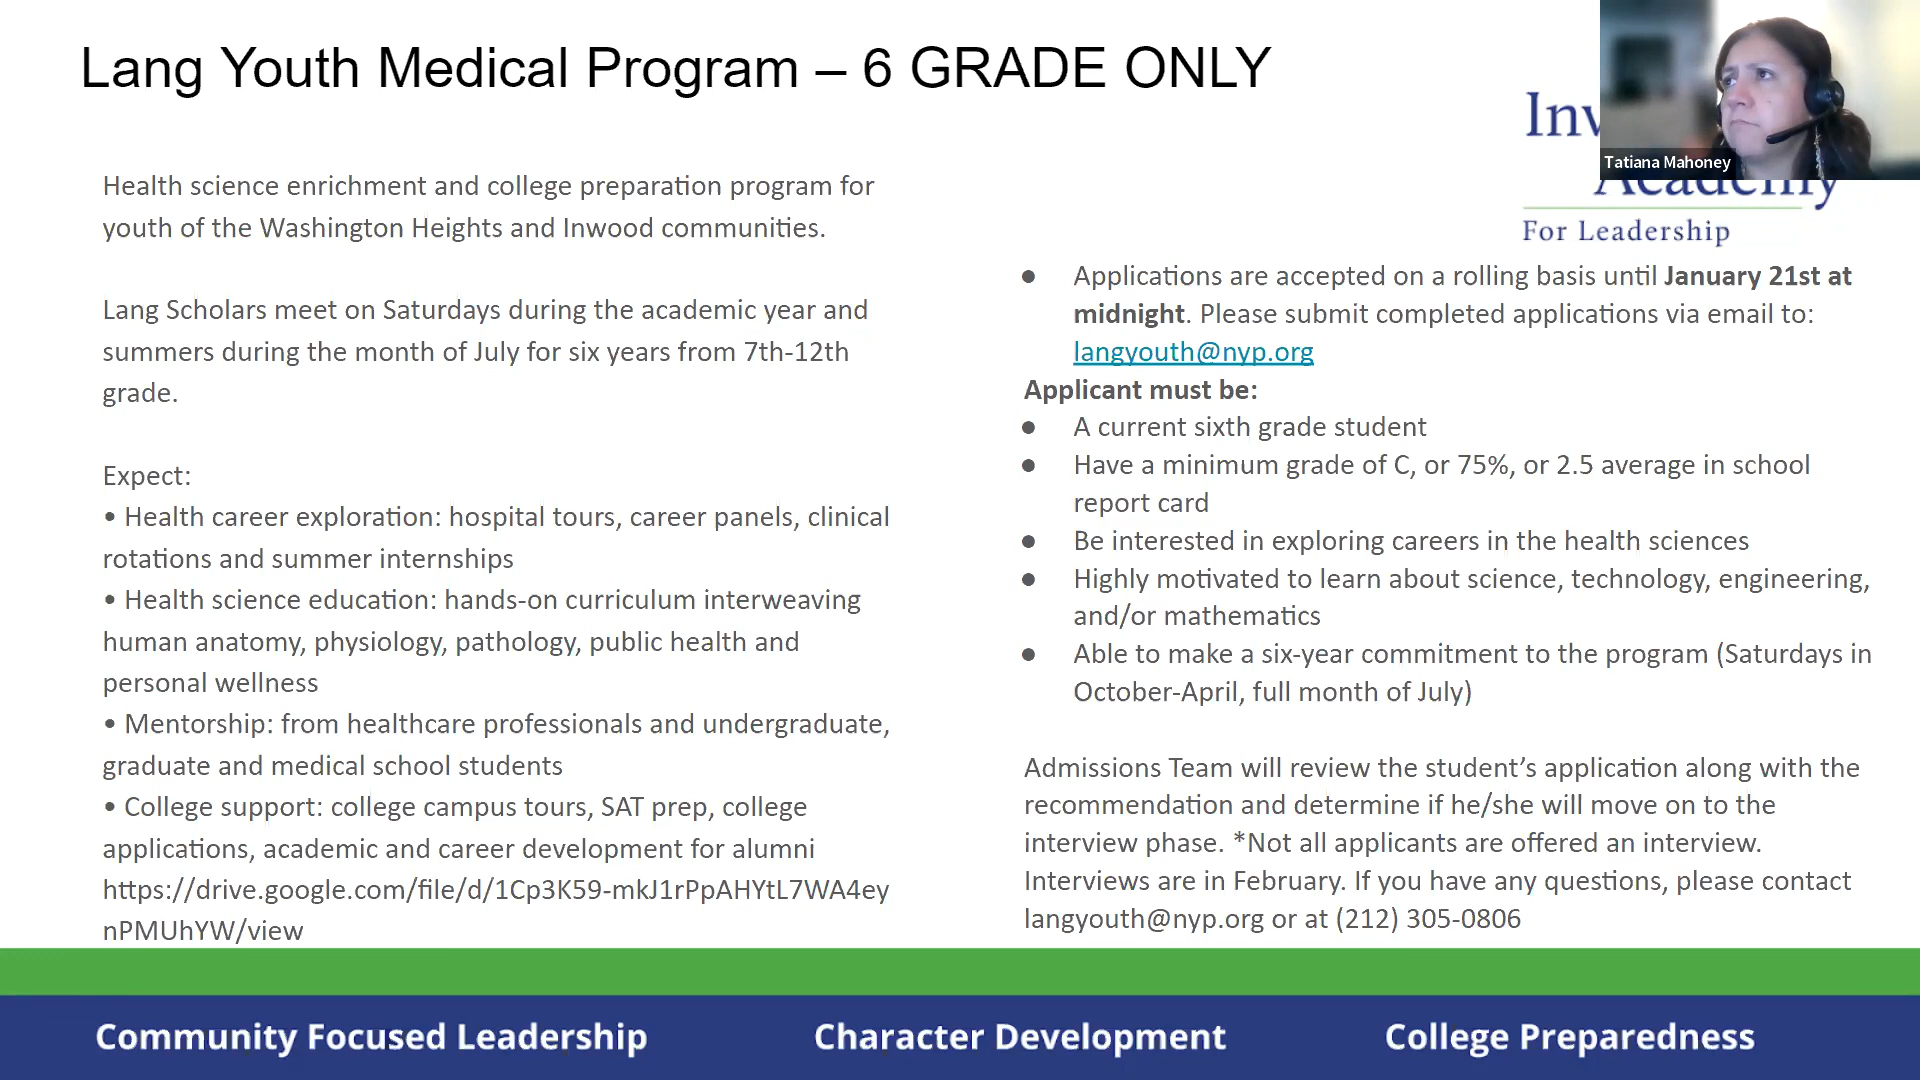 Lang Youth Medical Program – 6 GRADE ONLY
Tatiana Mahoney
Academy
For Leadership
Health science enrichment and college preparation program for
youth of the Washington Heights and Inwood communities.
Lang Scholars meet on Saturdays during the academic year and
summers during the month of July for six years from 7th-12th
grade.
Expect:
• Health career exploration: hospital tours, career panels, clinical
rotations and summer internships
• Health science education: hands-on curriculum interweaving
human anatomy, physiology, pathology, public health and
personal wellness
• Mentorship: from healthcare professionals and undergraduate,
graduate and medical school students
• College support: college campus tours, SAT prep, college
applications, academic and career development for alumni
https://drive.google.com/file/d/1Cp3K59-mkJ1rPpAHYtL7WA4ey
nPMUhYW/view
● Applications are accepted on a rolling basis until January 21st at
midnight. Please submit completed applications via email to:
langyouth@nyp.org
Applicant must be:
● A current sixth grade student
● Have a minimum grade of C, or 75%, or 2.5 average in school
report card
● Be interested in exploring careers in the health sciences
● Highly motivated to learn about science, technology, engineering,
and/or mathematics
● Able to make a six-year commitment to the program (Saturdays in
October-April, full month of July)
Admissions Team will review the student’s application along with the
recommendation and determine if he/she will move on to the
interview phase. *Not all applicants are offered an interview.
Interviews are in February. If you have any questions, please contact
langyouth@nyp.org or at (212) 305-0806
Community Focused Leadership
Character Development
College Preparedness